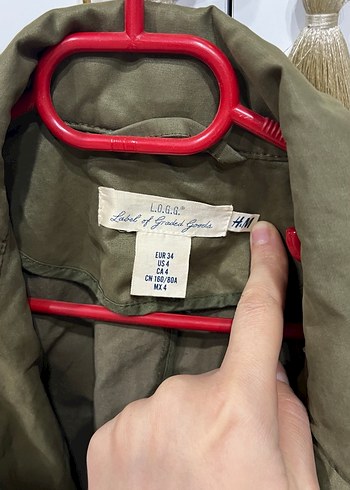 L.O.G.G.®
Label of Graded Goods
H&M
EUR 34
US 4
CA 4
CN 160/80A
MX 4